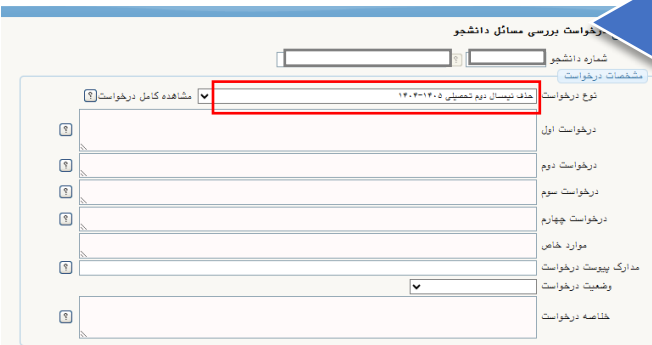 درخواست بررسی مسائل دانشجو
شماره دانشجو
مشخصات درخواست
نوع درخواست حذف نیمسال دوم تحصیلی ۱۴۰۵-۱۴۰۴ مشاهده کامل درخواست ?
درخواست اول ?
درخواست دوم ?
درخواست سوم ?
درخواست چهارم ?
موارد خاص
مدارک پیوست درخواست ?
وضعیت درخواست
خلاصه درخواست ?